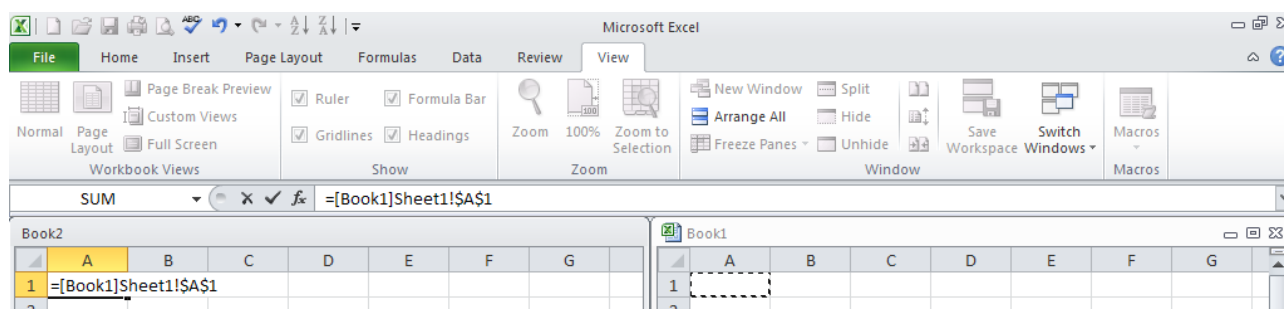 ABC Microsoft Excel
File Home Insert Page Layout Formulas Data Review View
Page Break Preview Ruler Formula Bar New Window Split
Custom Views 100 Arrange All Hide
Normal Page Layout Full Screen Gridlines Headings Zoom 100% Zoom to Selection Freeze Panes Unhide Save Workspace Switch Windows Macros
Workbook Views Show Zoom Window Macros
SUM fx =[Book1]Sheet1!$A$1
Book2 Book1
A B C D E F G A B C D E F G
1 =[Book1]Sheet1!$A$1 1